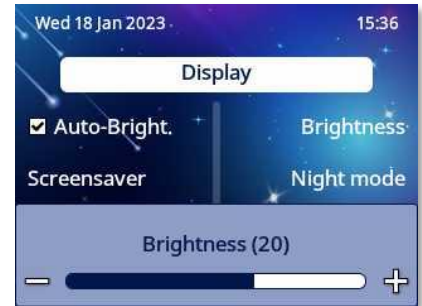 Wed 18 Jan 2023 15:36
Display
Auto-Bright. Brightness
Screensaver Night mode
Brightness (20)